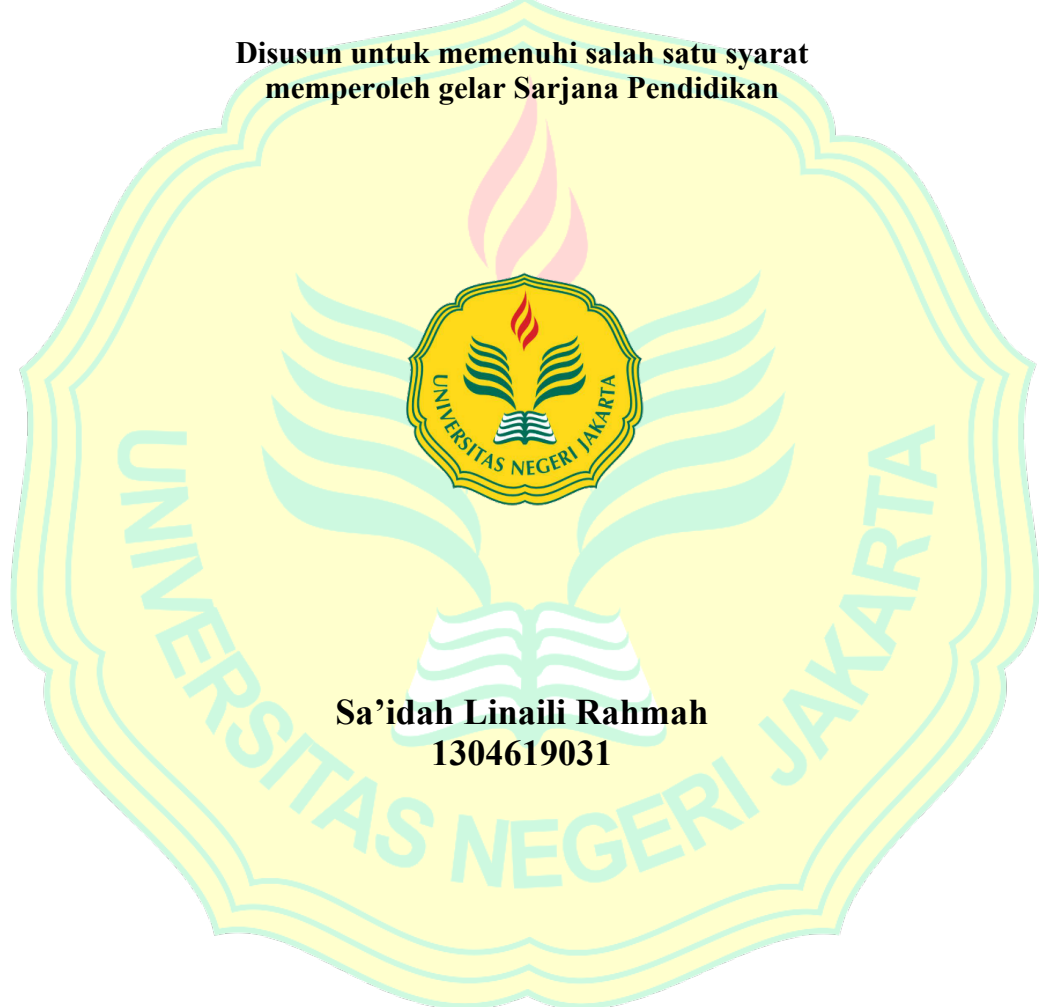 Disusun untuk memenuhi salah satu syarat
memperoleh gelar Sarjana Pendidikan
UNIVERSITAS NEGERI JAKARTA
Sa’idah Linaili Rahmah
1304619031
UNIVERSITAS NEGERI JAKARTA